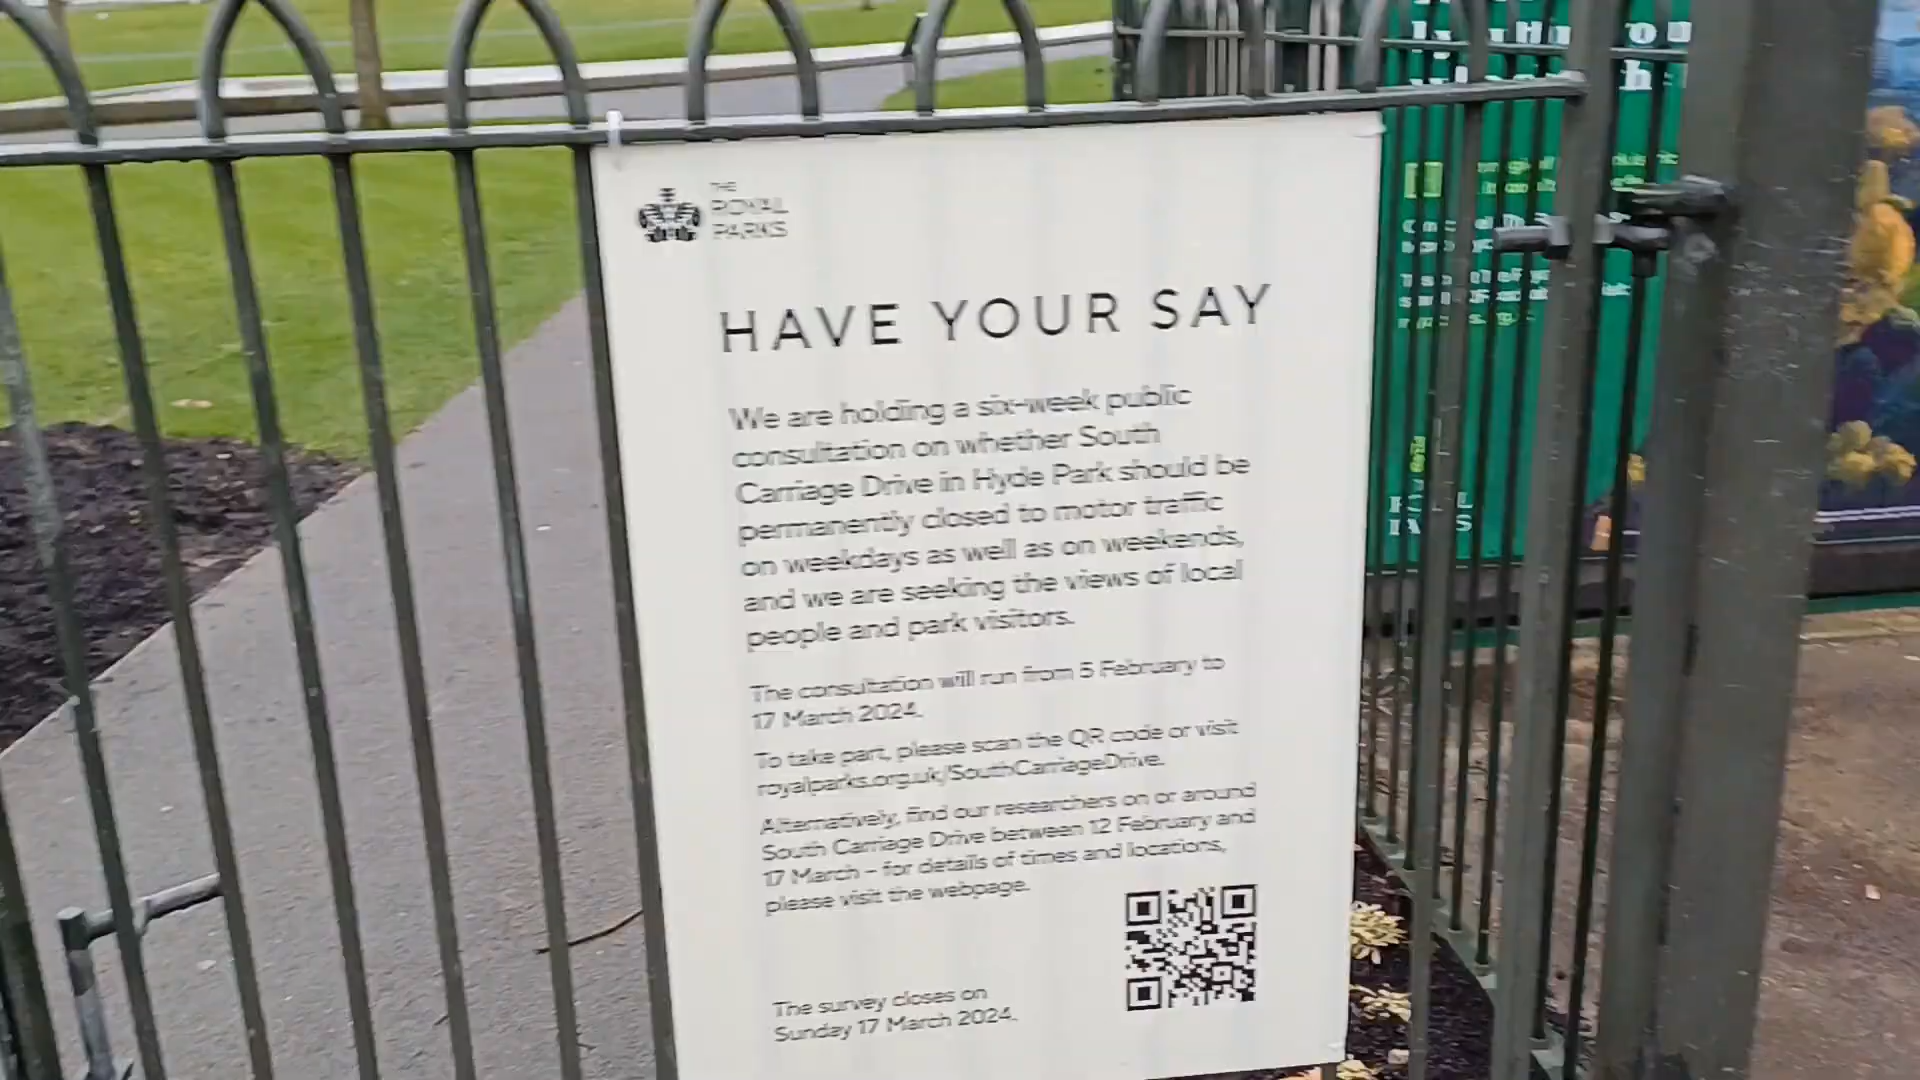 THE
ROYAL
PARKS
HAVE YOUR SAY
We are holding a six-week public
consultation on whether South
Carriage Drive in Hyde Park should be
permanently closed to motor traffic
on weekdays as well as on weekends,
and we are seeking the views of local
people and park visitors.
The consultation will run from 5 February to
17 March 2024.
To take part, please scan the QR code or visit
royalparks.org.uk/SouthCarriageDrive.
Alternatively, find our researchers on or around
South Carriage Drive between 12 February and
17 March – for details of times and locations,
please visit the webpage.
The survey closes on
Sunday 17 March 2024.